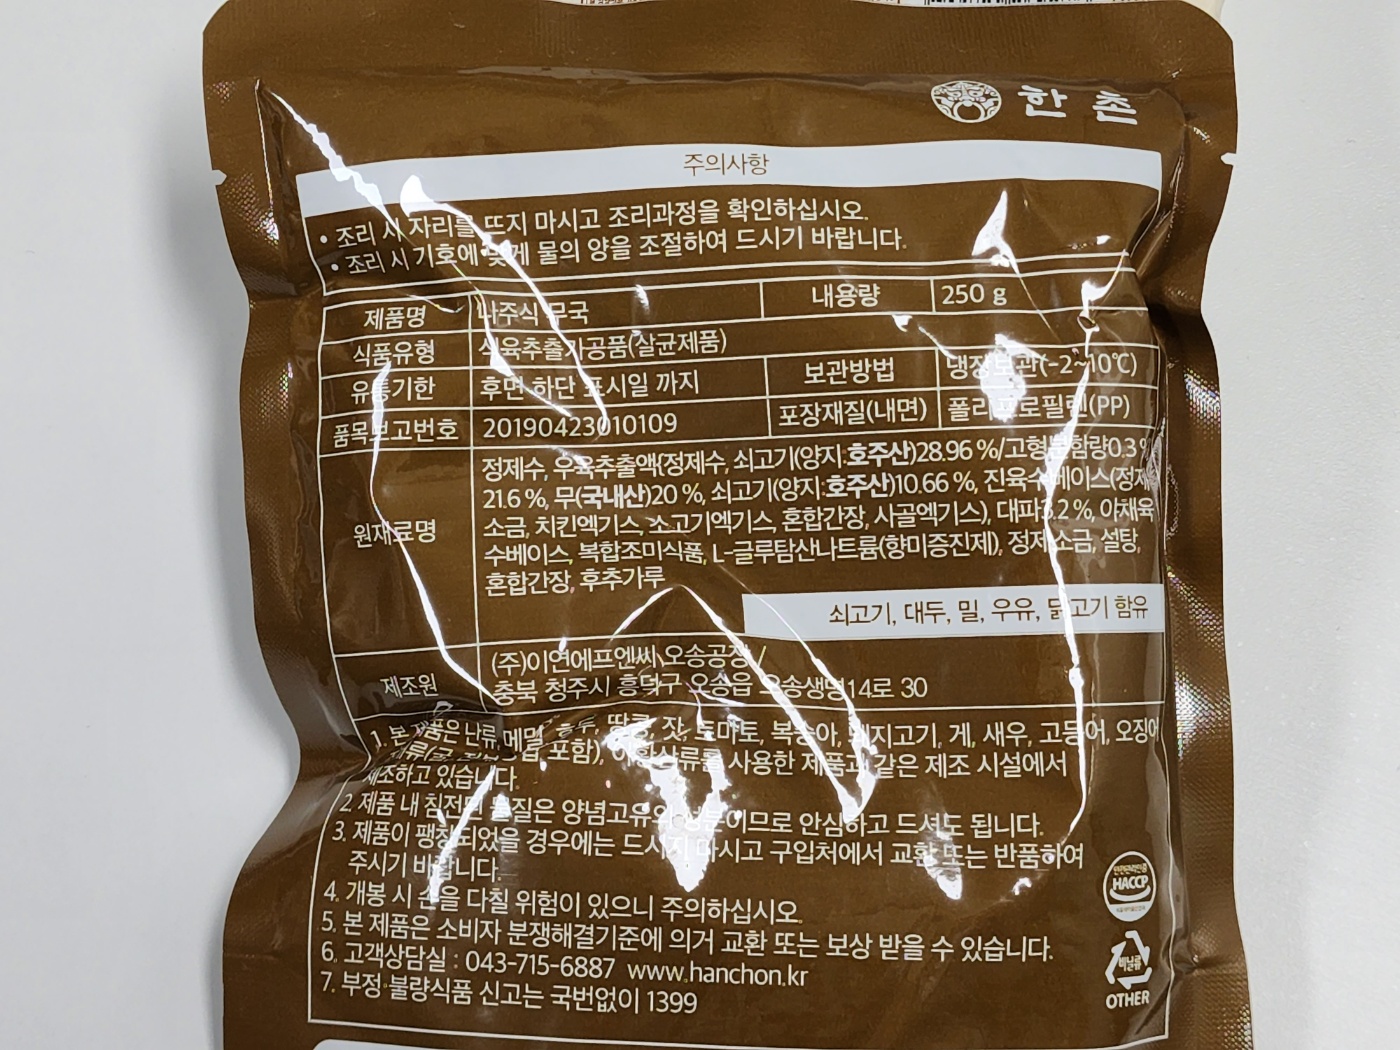 한촌
주의사항
• 조리 시 자리를 뜨지 마시고 조리과정을 확인하십시오.
• 조리 시 기호에 맞게 물의 양을 조절하여 드시기 바랍니다.
제품명 나주식 무국 내용량 250 g
식품유형 식육추출가공품(살균제품)
유통기한 후면 하단 표시일 까지 보관방법 냉장보관(-2~10℃)
품목보고번호 20190423010109 포장재질(내면) 폴리프로필렌(PP)
원재료명
정제수, 우육추출액{정제수, 쇠고기(양지:호주산)28.96 %/고형분함량0.3 %
21.6 %, 무(국내산)20 %, 쇠고기(양지:호주산)10.66 %, 진육수베이스(정제
소금, 치킨엑기스, 소고기엑기스, 혼합간장, 사골엑기스), 대파3.2 %, 야채육
수베이스, 복합조미식품, L-글루탐산나트륨(향미증진제), 정제소금, 설탕,
혼합간장, 후추가루
쇠고기, 대두, 밀, 우유, 닭고기 함유
제조원
(주)이연에프엔씨 오송공장 /
충북 청주시 흥덕구 오송읍 오송생명14로 30
1. 본 제품은 난류, 메밀, 땅콩, 잣, 토마토, 복숭아, 돼지고기, 게, 새우, 고등어, 오징어
포함), 아황산류를 사용한 제품과 같은 제조 시설에서
제조하고 있습니다.
2. 제품 내 침전된 물질은 양념고유의 성분이므로 안심하고 드셔도 됩니다.
3. 제품이 팽창되었을 경우에는 드시지 마시고 구입처에서 교환 또는 반품하여
주시기 바랍니다.
4. 개봉 시 손을 다칠 위험이 있으니 주의하십시오.
5. 본 제품은 소비자 분쟁해결기준에 의거 교환 또는 보상 받을 수 있습니다.
6. 고객상담실 : 043-715-6887 www.hanchon.kr
7. 부정·불량식품 신고는 국번없이 1399
HACCP
비닐류
OTHER